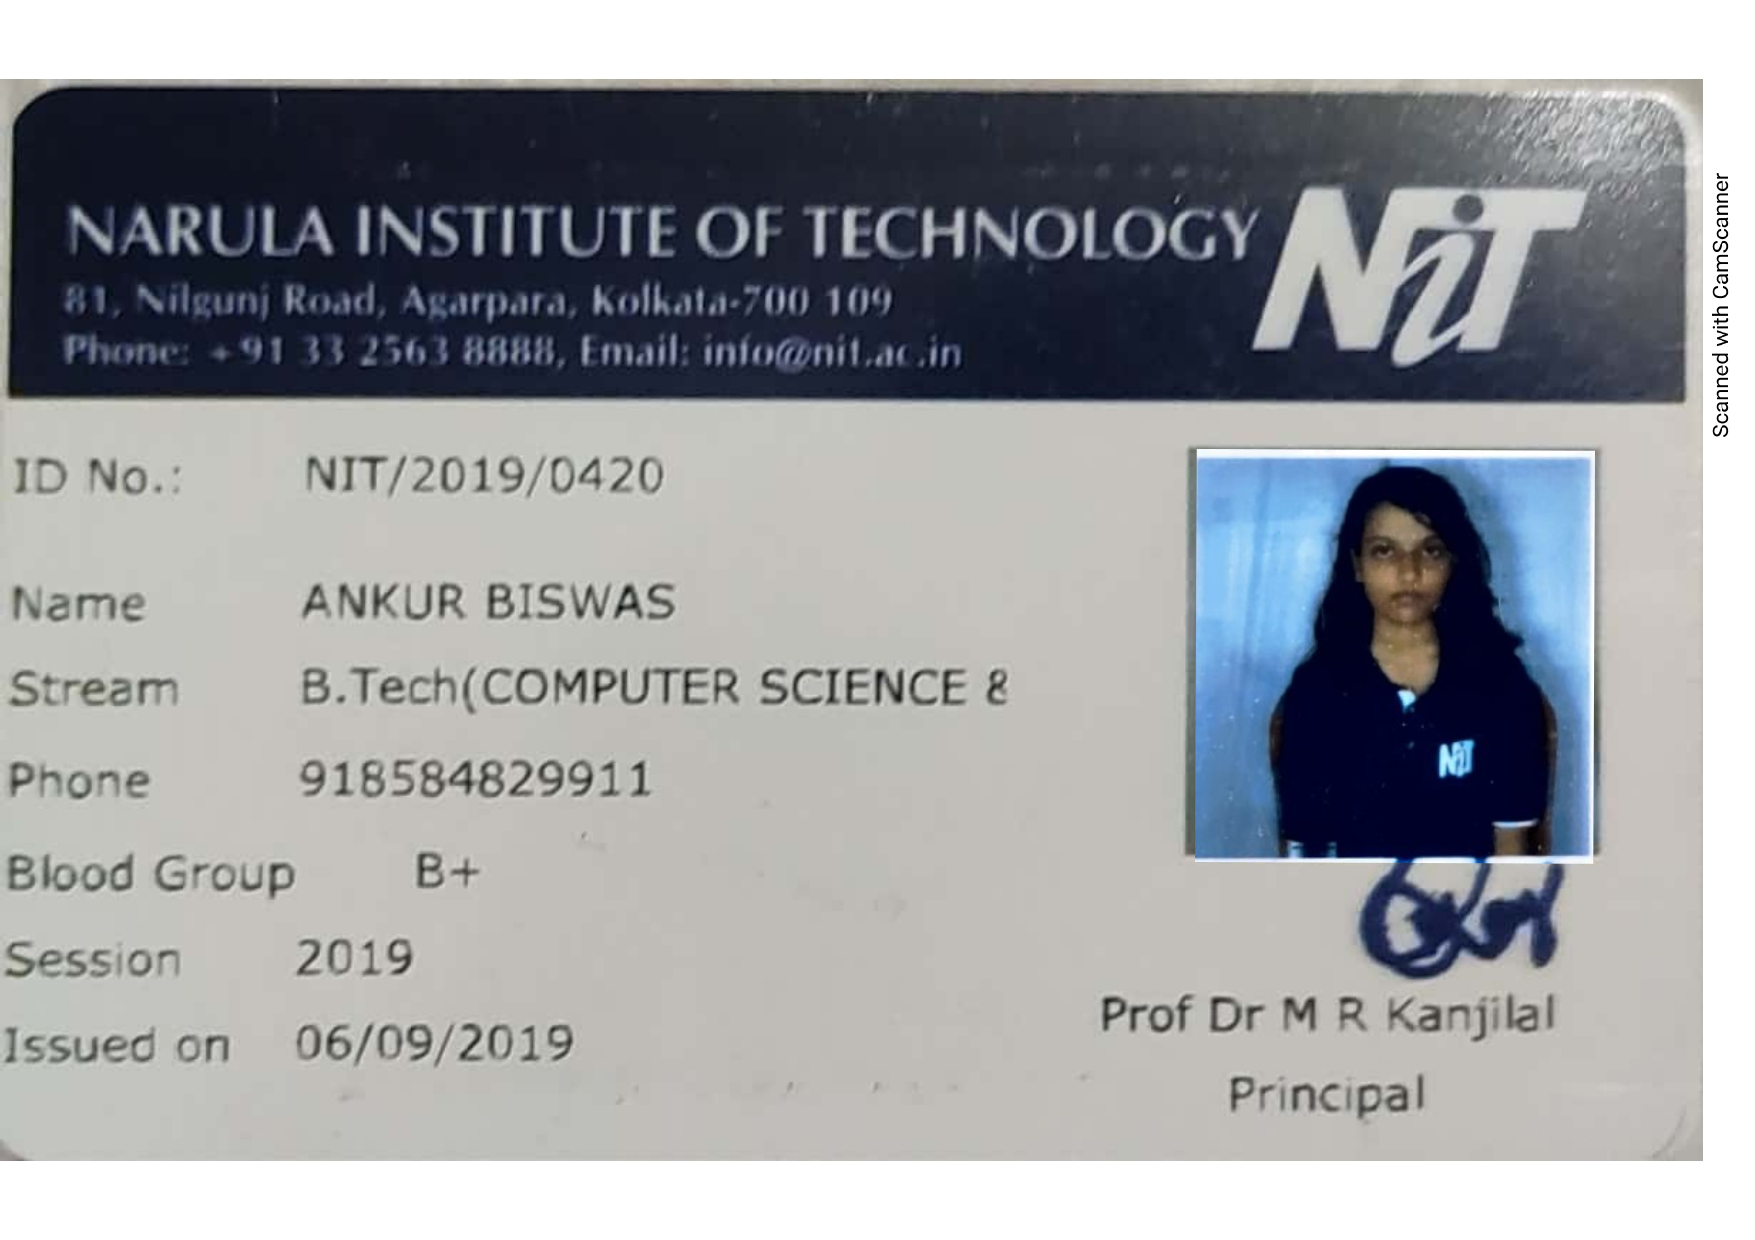 NARULA INSTITUTE OF TECHNOLOGY NiT
81, Nilgunj Road, Agarpara, Kolkata-700 109
Phone: +91 33 2563 8888, Email: info@nit.ac.in
ID No.: NIT/2019/0420
Name ANKUR BISWAS
Stream B.Tech(COMPUTER SCIENCE &
Phone 918584829911
Blood Group B+
Session 2019
Issued on 06/09/2019
NiT
Prof Dr M R Kanjilal
Principal
Scanned with CamScanner